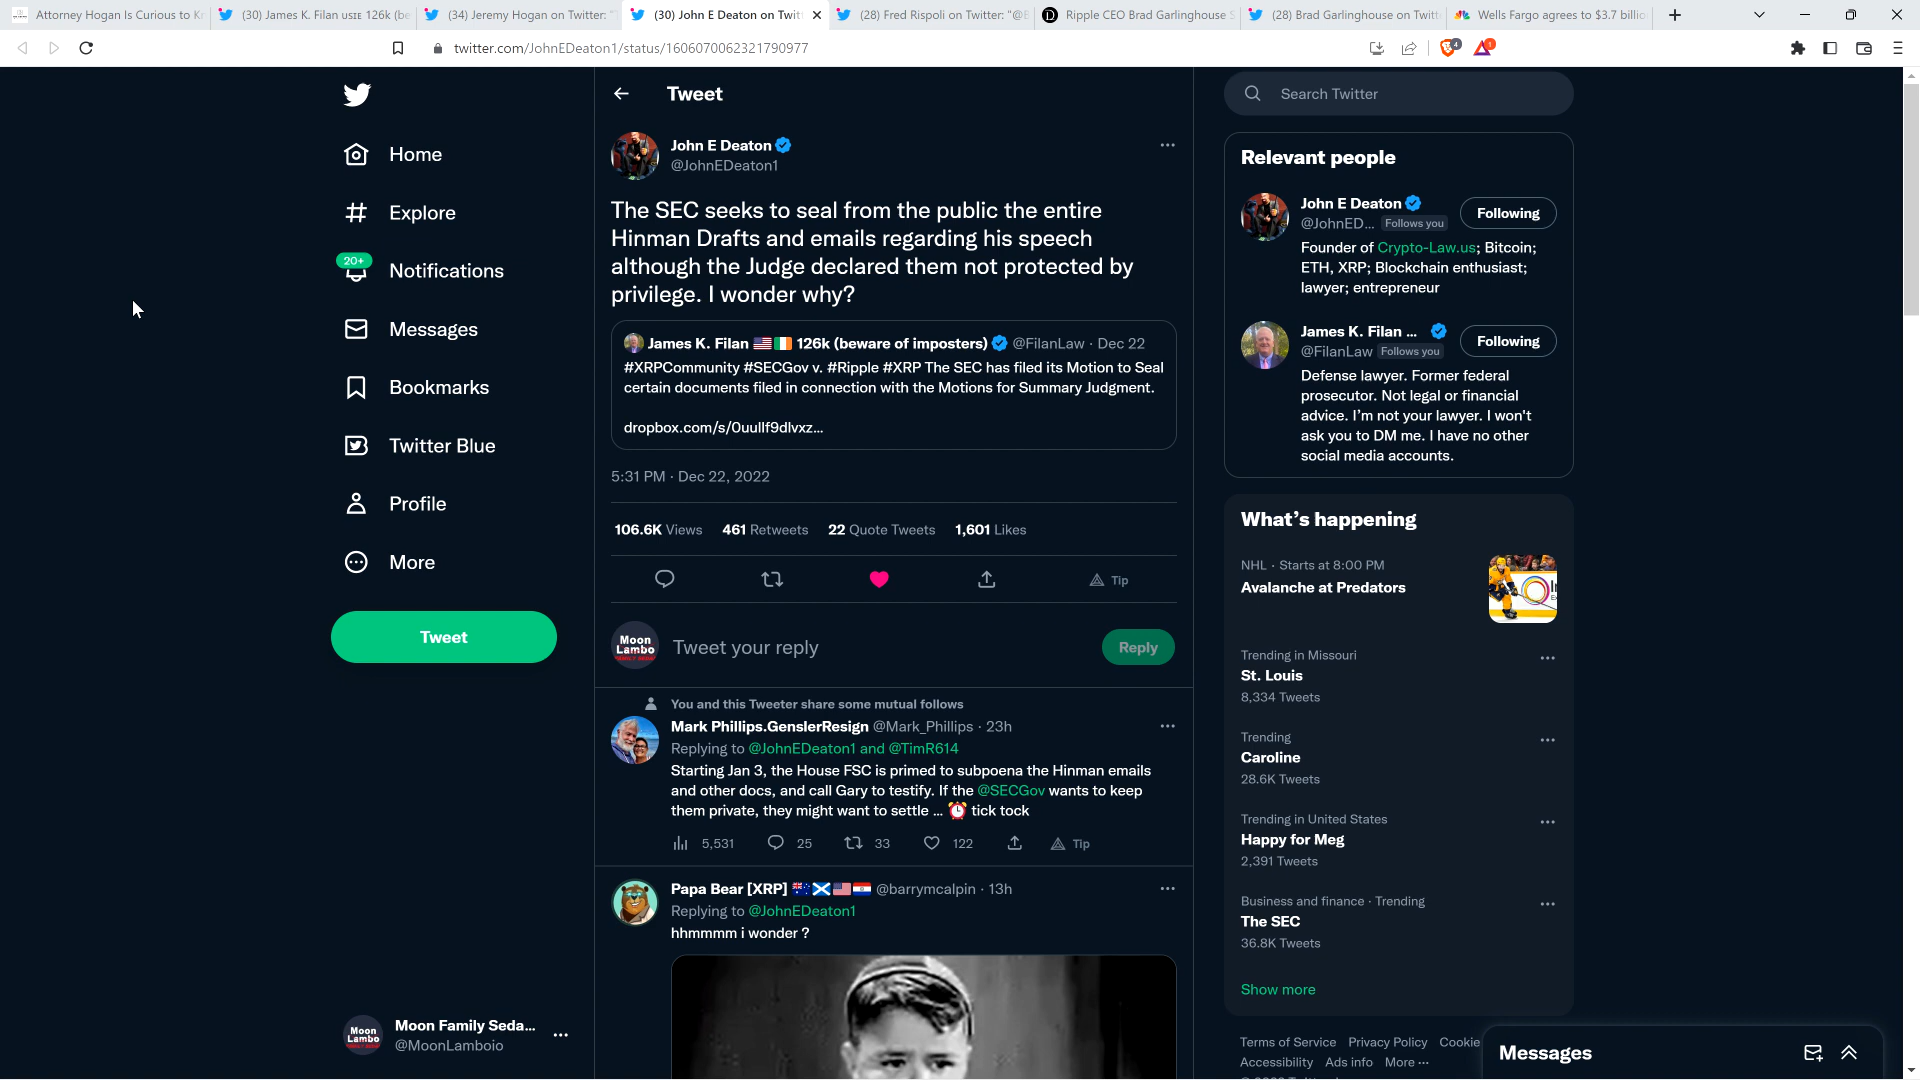 Attorney Hogan Is Curious to K
(30) James K. Filan 🇺🇸🇮🇪 126k (be
(34) Jeremy Hogan on Twitter: "
(30) John E Deaton on Twitt
(28) Fred Rispoli on Twitter: "@B
Ripple CEO Brad Garlinghouse S
(28) Brad Garlinghouse on Twitt
Wells Fargo agrees to $3.7 billio
twitter.com/JohnEDeaton1/status/1606070062321790977
4
1
Home
Explore
20+
Notifications
Messages
Bookmarks
Twitter Blue
Profile
More
Tweet
Moon Lambo
Moon Family Seda...
@MoonLamboio
Tweet
John E Deaton
@JohnEDeaton1
The SEC seeks to seal from the public the entire
Hinman Drafts and emails regarding his speech
although the Judge declared them not protected by
privilege. I wonder why?
James K. Filan 🇺🇸🇮🇪 126k (beware of imposters) @FilanLaw · Dec 22
#XRPCommunity #SECGov v. #Ripple #XRP The SEC has filed its Motion to Seal
certain documents filed in connection with the Motions for Summary Judgment.
dropbox.com/s/0uullf9dlvxz...
5:31 PM · Dec 22, 2022
106.6K Views 461 Retweets 22 Quote Tweets 1,601 Likes
Tip
Moon Lambo
Tweet your reply
Reply
You and this Tweeter share some mutual follows
Mark Phillips.GenslerResign @Mark_Phillips · 23h
Replying to @JohnEDeaton1 and @TimR614
Starting Jan 3, the House FSC is primed to subpoena the Hinman emails
and other docs, and call Gary to testify. If the @SECGov wants to keep
them private, they might want to settle ... ⏰ tick tock
5,531 25 33 122 Tip
Papa Bear [XRP] @barrymcalpin · 13h
Replying to @JohnEDeaton1
hhmmmm i wonder ?
Search Twitter
Relevant people
John E Deaton
@JohnED... Follows you
Following
Founder of Crypto-Law.us; Bitcoin;
ETH, XRP; Blockchain enthusiast;
lawyer; entrepreneur
James K. Filan ...
@FilanLaw Follows you
Following
Defense lawyer. Former federal
prosecutor. Not legal or financial
advice. I'm not your lawyer. I won't
ask you to DM me. I have no other
social media accounts.
What's happening
NHL · Starts at 8:00 PM
Avalanche at Predators
Trending in Missouri
St. Louis
8,334 Tweets
Trending
Caroline
28.6K Tweets
Trending in United States
Happy for Meg
2,391 Tweets
Business and finance · Trending
The SEC
36.8K Tweets
Show more
Terms of Service Privacy Policy Cookie
Accessibility Ads info More ...
Messages